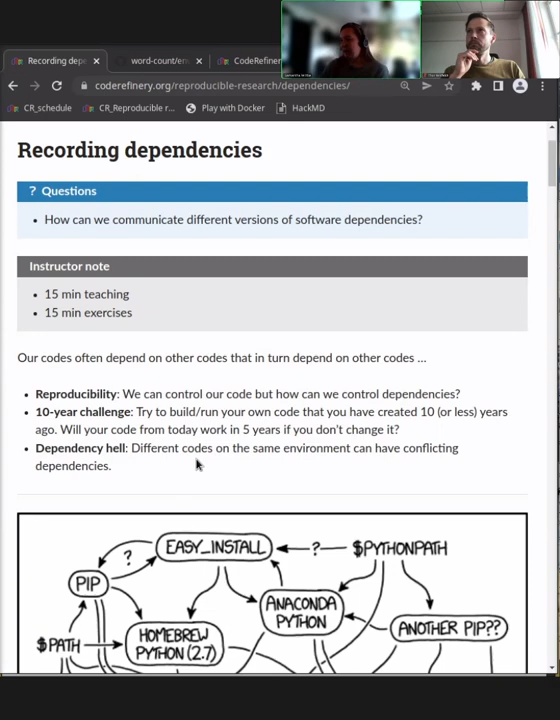 Recording depe
word-count/en
CodeRefiner
coderefinery.org/reproducible-research/dependencies/
CR_schedule
CR_Reproducible r...
Play with Docker
HackMD
Recording dependencies
? Questions
How can we communicate different versions of software dependencies?
Instructor note
15 min teaching
15 min exercises
Our codes often depend on other codes that in turn depend on other codes ...
Reproducibility: We can control our code but how can we control dependencies?
10-year challenge: Try to build/run your own code that you have created 10 (or less) years
ago. Will your code from today work in 5 years if you don't change it?
Dependency hell: Different codes on the same environment can have conflicting
dependencies.
?
EASY_INSTALL
?
$PYTHONPATH
PIP
ANACONDA
PYTHON
ANOTHER PIP??
HOMEBREW
PYTHON (2.7)
$PATH